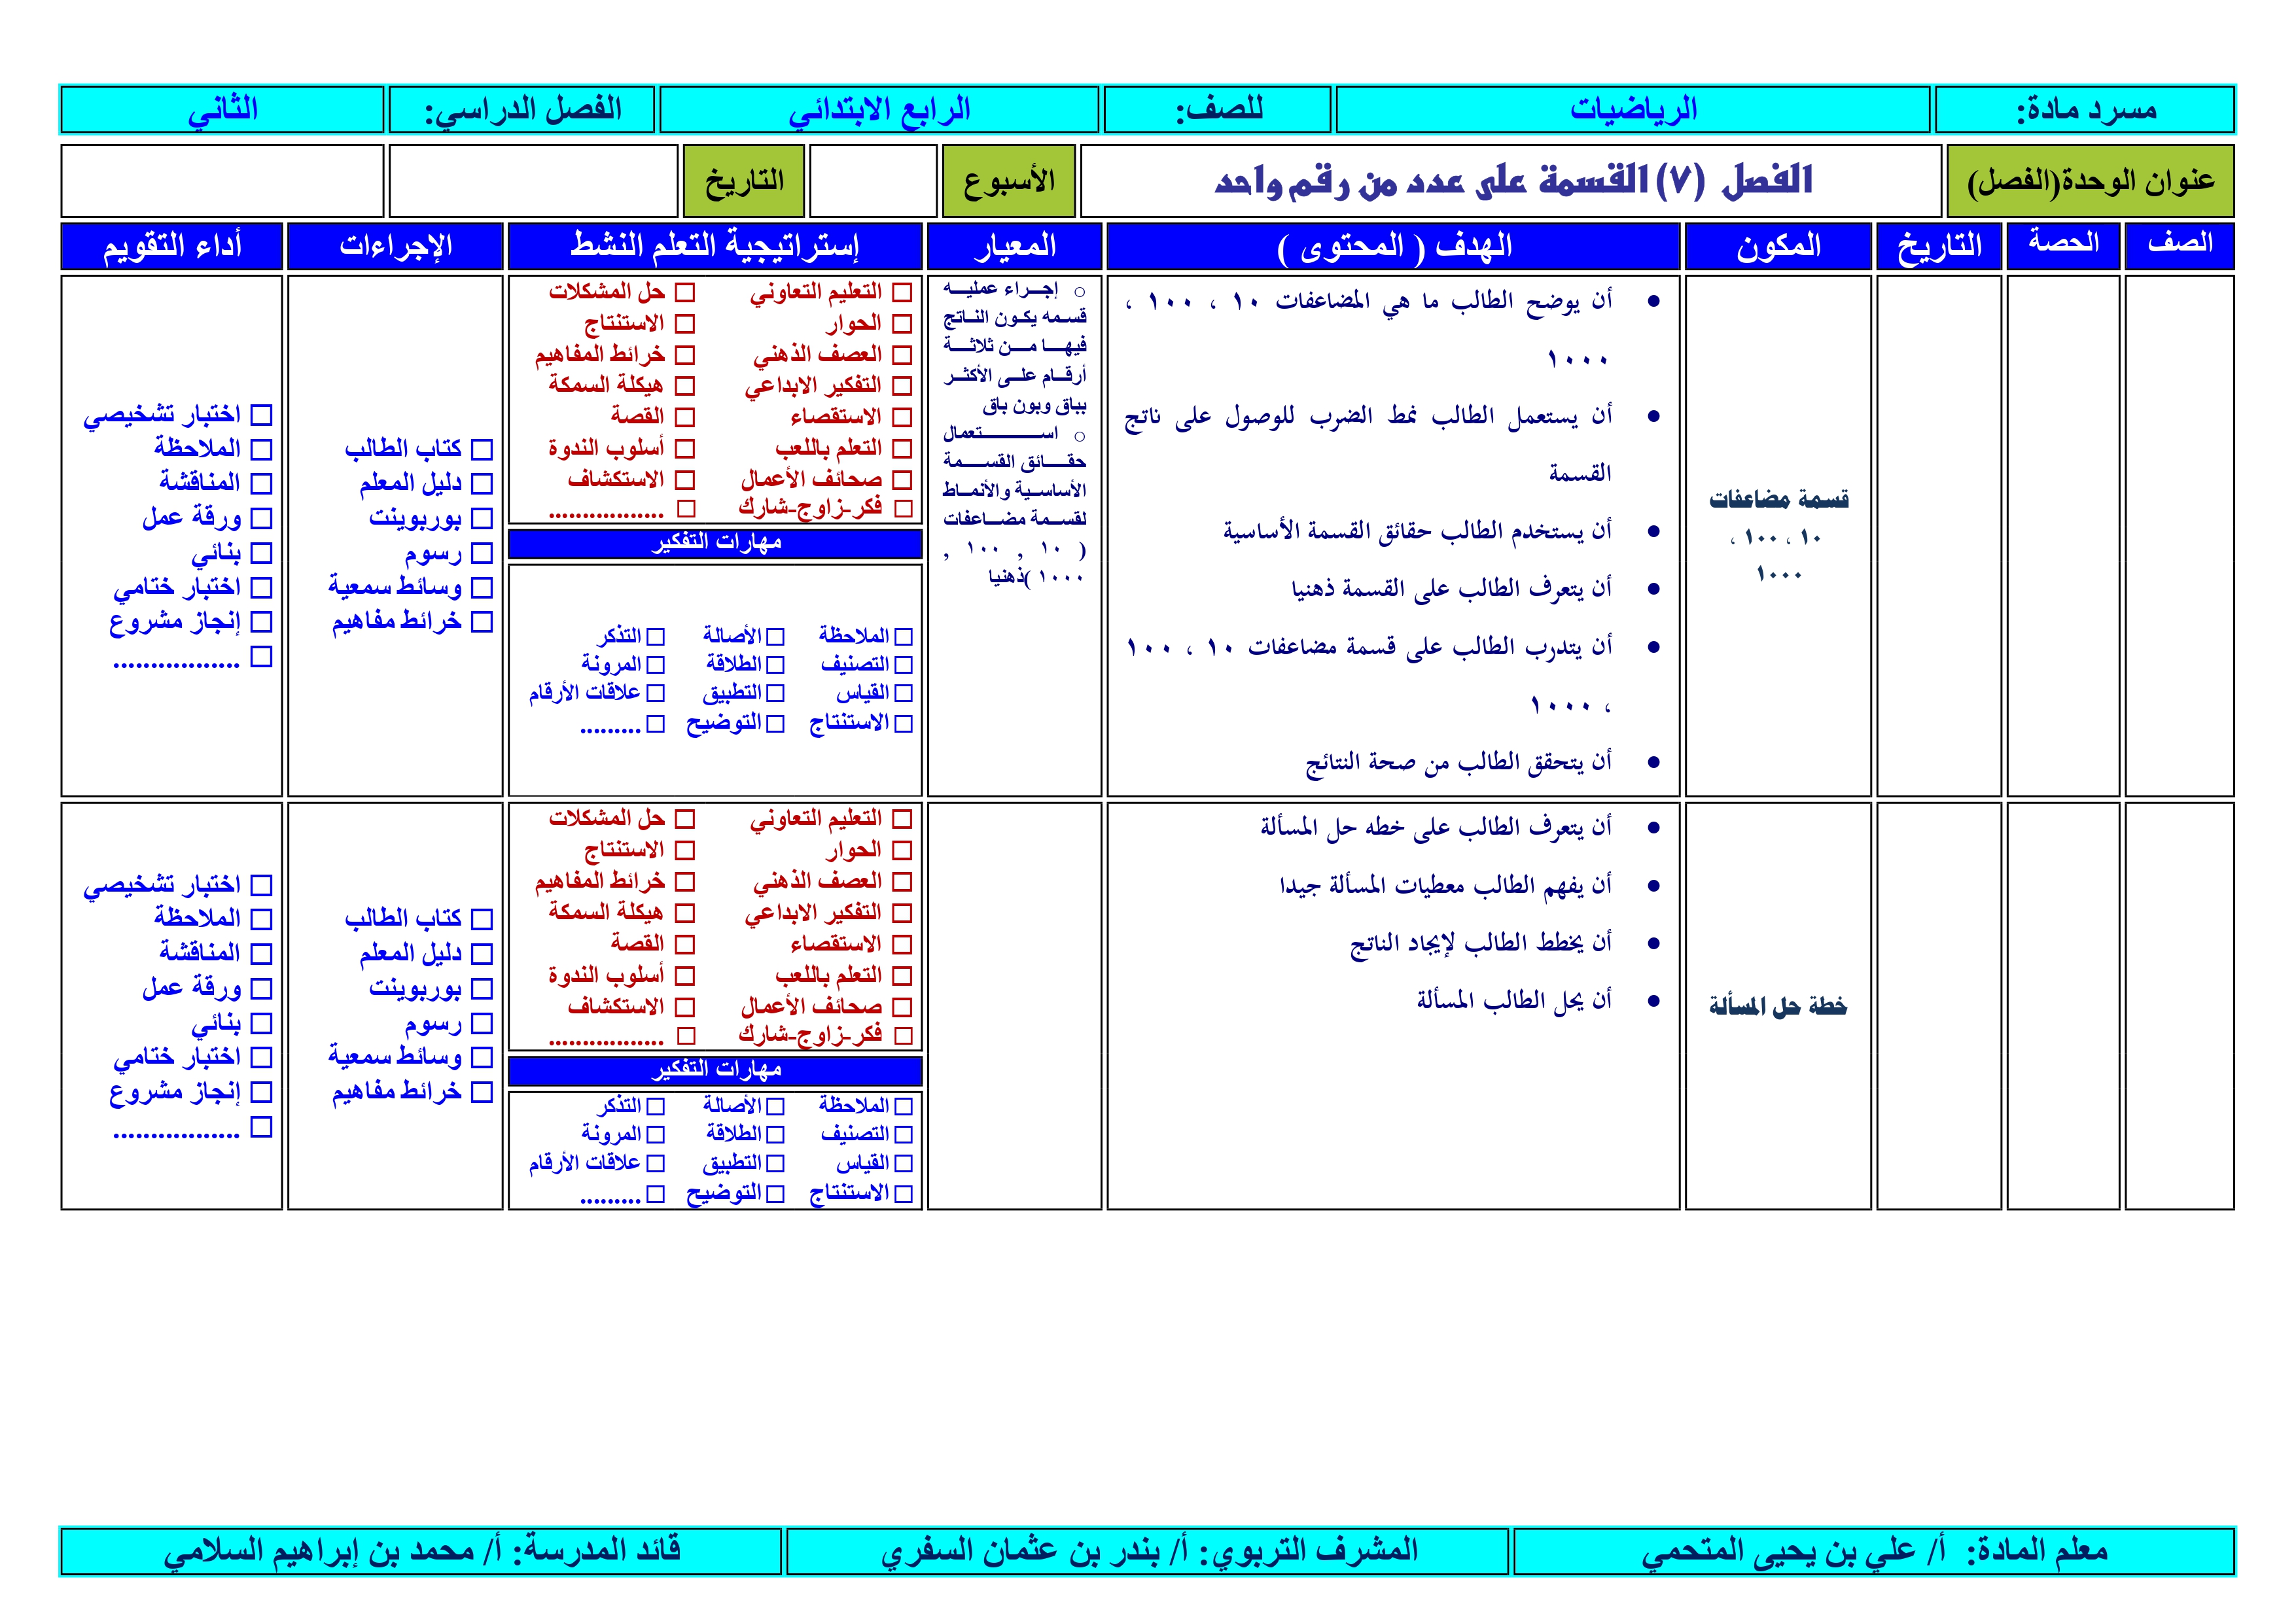 مسرد مادة: الرياضيات للصف: الرابع الابتدائي الفصل الدراسي: الثاني
عنوان الوحدة(الفصل) الفصل (٧) القسمة على عدد من رقم واحد الأسبوع التاريخ
الصف الحصة التاريخ المكون الهدف ( المحتوى ) المعيار إستراتيجية التعلم النشط الإجراءات أداء التقويم
قسمة مضاعفات
١٠ ، ١٠٠ ،
١٠٠٠
• أن يوضح الطالب ما هي المضاعفات ١٠ ، ١٠٠ ،
١٠٠٠
• أن يستعمل الطالب نمط الضرب للوصول على ناتج
القسمة
• أن يستخدم الطالب حقائق القسمة الأساسية
• أن يتعرف الطالب على القسمة ذهنيا
• أن يتدرب الطالب على قسمة مضاعفات ١٠ ، ١٠٠
، ١٠٠٠
• أن يتحقق الطالب من صحة النتائج
○ إجراء عمليه
قسمه يكون الناتج
فيها من ثلاثة
أرقام على الأكثر
بباق وبون باق
○ استعمال
حقائق القسمة
الأساسية والأنماط
لقسمة مضاعفات
( ١٠ , ١٠٠ ,
١٠٠٠ )ذهنيا
☐ التعليم التعاوني ☐ حل المشكلات
☐ الحوار ☐ الاستنتاج
☐ العصف الذهني ☐ خرائط المفاهيم
☐ التفكير الابداعي ☐ هيكلة السمكة
☐ الاستقصاء ☐ القصة
☐ التعلم باللعب ☐ أسلوب الندوة
☐ صحائف الأعمال ☐ الاستكشاف
☐ فكر-زاوج-شارك ☐ .................
مهارات التفكير
☐ الملاحظة ☐ الأصالة ☐ التذكر
☐ التصنيف ☐ الطلاقة ☐ المرونة
☐ القياس ☐ التطبيق ☐ علاقات الأرقام
☐ الاستنتاج ☐ التوضيح ☐ .........
☐ كتاب الطالب
☐ دليل المعلم
☐ بوربوينت
☐ رسوم
☐ وسائط سمعية
☐ خرائط مفاهيم
☐ اختبار تشخيصي
☐ الملاحظة
☐ المناقشة
☐ ورقة عمل
☐ بنائي
☐ اختبار ختامي
☐ إنجاز مشروع
☐ .................
خطة حل المسألة
• أن يتعرف الطالب على خطه حل المسألة
• أن يفهم الطالب معطيات المسألة جيدا
• أن يخطط الطالب لإيجاد الناتج
• أن يحل الطالب المسألة
☐ التعليم التعاوني ☐ حل المشكلات
☐ الحوار ☐ الاستنتاج
☐ العصف الذهني ☐ خرائط المفاهيم
☐ التفكير الابداعي ☐ هيكلة السمكة
☐ الاستقصاء ☐ القصة
☐ التعلم باللعب ☐ أسلوب الندوة
☐ صحائف الأعمال ☐ الاستكشاف
☐ فكر-زاوج-شارك ☐ .................
مهارات التفكير
☐ الملاحظة ☐ الأصالة ☐ التذكر
☐ التصنيف ☐ الطلاقة ☐ المرونة
☐ القياس ☐ التطبيق ☐ علاقات الأرقام
☐ الاستنتاج ☐ التوضيح ☐ .........
☐ كتاب الطالب
☐ دليل المعلم
☐ بوربوينت
☐ رسوم
☐ وسائط سمعية
☐ خرائط مفاهيم
☐ اختبار تشخيصي
☐ الملاحظة
☐ المناقشة
☐ ورقة عمل
☐ بنائي
☐ اختبار ختامي
☐ إنجاز مشروع
☐ .................
معلم المادة: أ/ علي بن يحيى المتحمي المشرف التربوي: أ/ بندر بن عثمان السفري قائد المدرسة: أ/ محمد بن إبراهيم السلامي